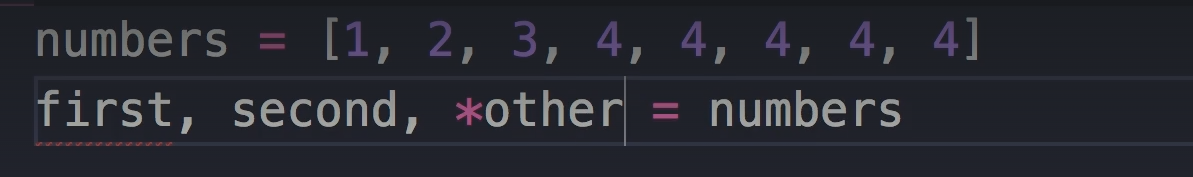 numbers = [1, 2, 3, 4, 4, 4, 4, 4]
first, second, *other = numbers